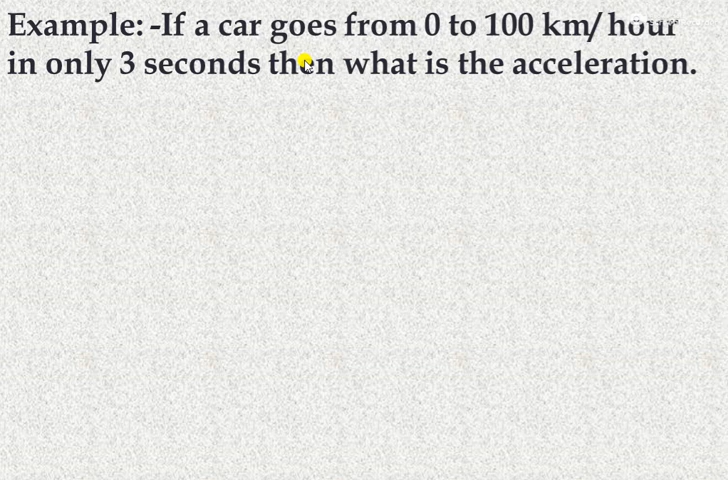 Example: -If a car goes from 0 to 100 km/ hour
in only 3 seconds then what is the acceleration.